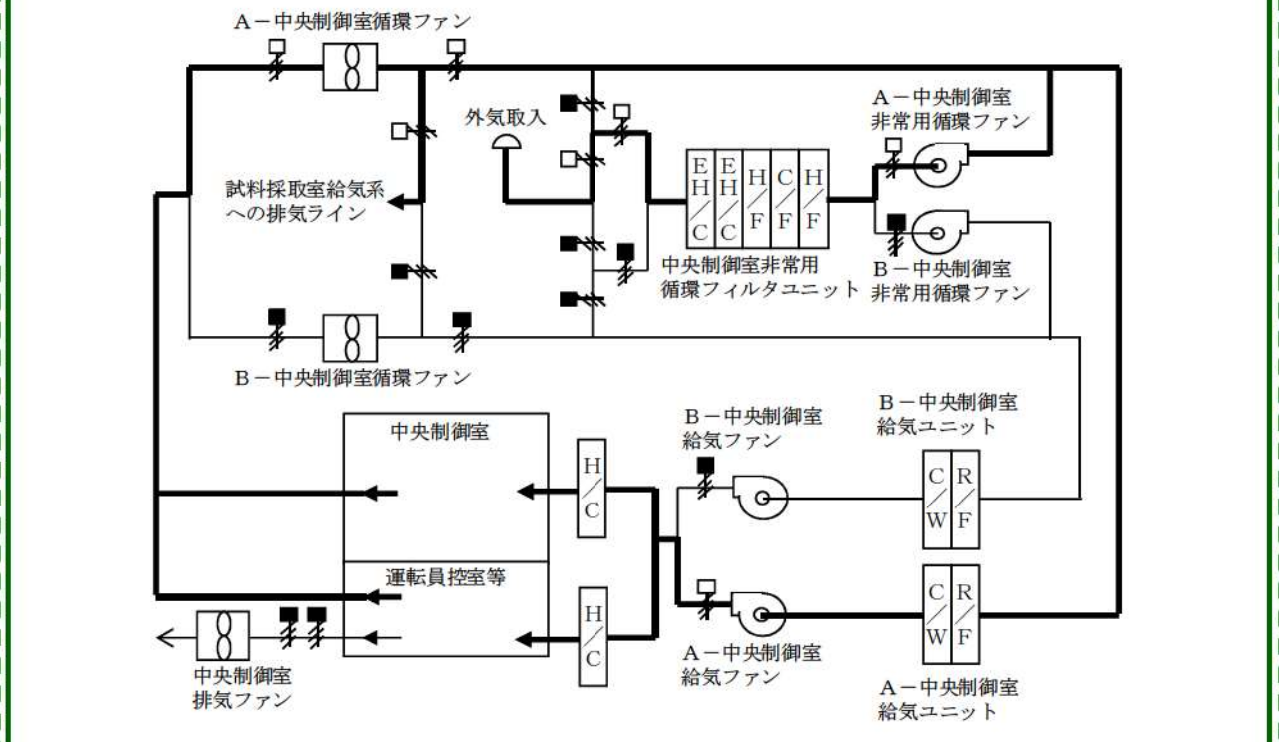 A－中央制御室循環ファン
外気取入
A－中央制御室
非常用循環ファン
試料採取室給気系
への排気ライン
E
H
／
C
E
H
／
C
H
／
F
C
／
F
H
／
F
中央制御室非常用
循環フィルタユニット
B－中央制御室
非常用循環ファン
B－中央制御室循環ファン
中央制御室
H
／
C
B－中央制御室
給気ファン
B－中央制御室
給気ユニット
C
／
W
R
／
F
運転員控室等
H
／
C
A－中央制御室
給気ファン
C
／
W
R
／
F
A－中央制御室
給気ユニット
中央制御室
排気ファン